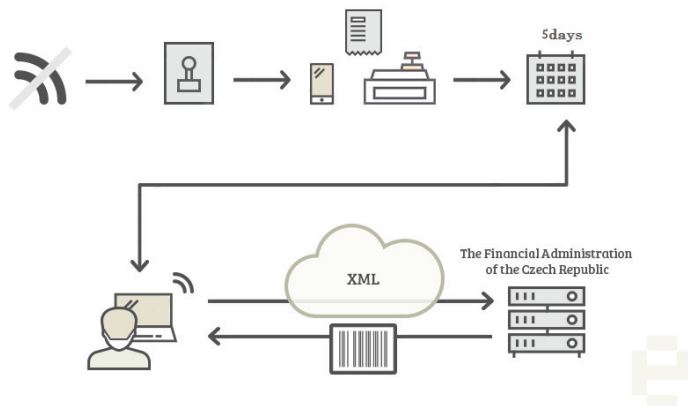 5days
XML
The Financial Administration
of the Czech Republic